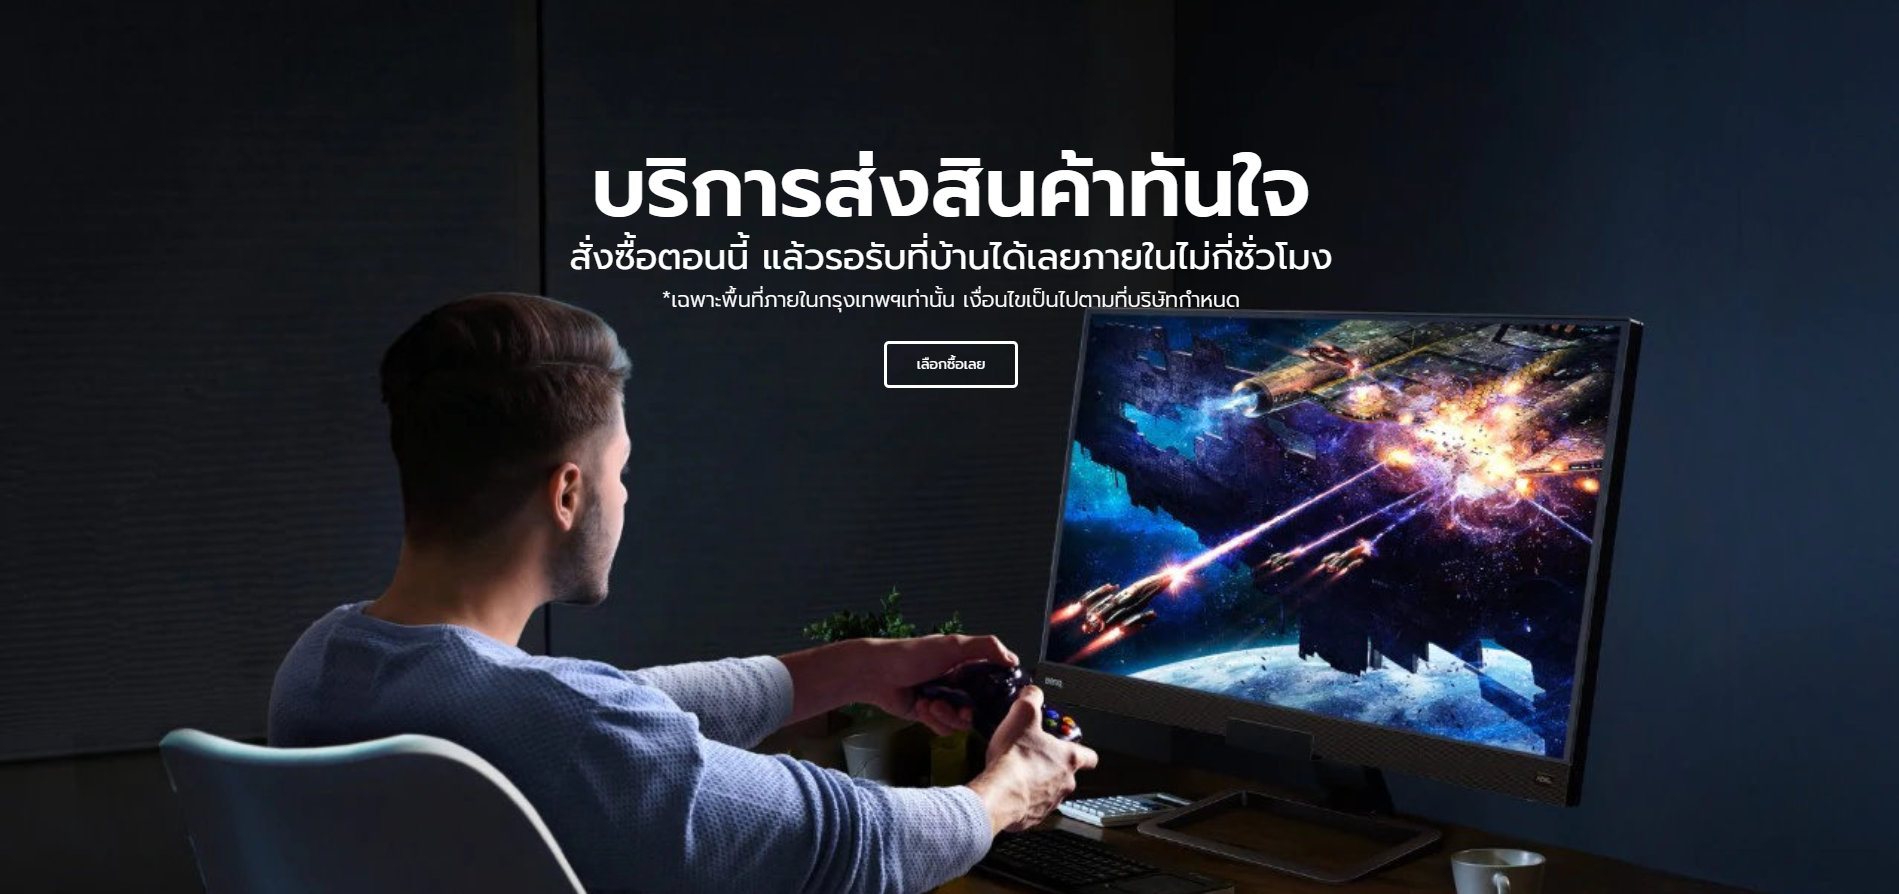 บริการส่งสินค้าทันใจ
สั่งซื้อตอนนี้ แล้วรอรับที่บ้านได้เลยภายในไม่กี่ชั่วโมง
*เฉพาะพื้นที่ภายในกรุงเทพฯเท่านั้น เงื่อนไขเป็นไปตามที่บริษัทกำหนด
เลือกซื้อเลย
BenQ